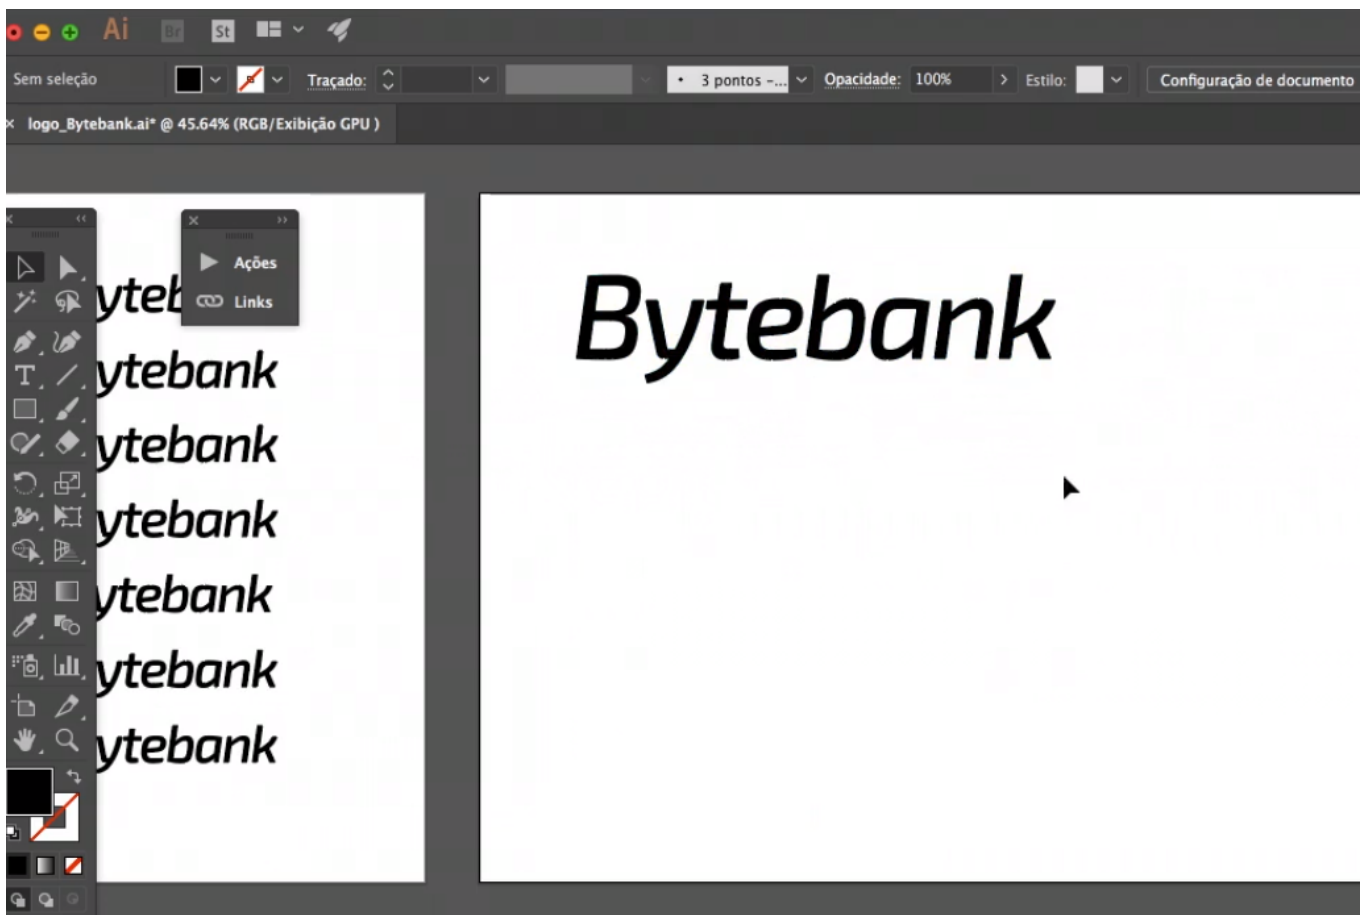 Ai Br St
Sem seleção Traçado: 3 pontos -... Opacidade: 100% Estilo: Configuração de documento
× logo_Bytebank.ai* @ 45.64% (RGB/Exibição GPU )
Ações
Links
Bytebank
yteb
ytebank
ytebank
ytebank
ytebank
ytebank
ytebank